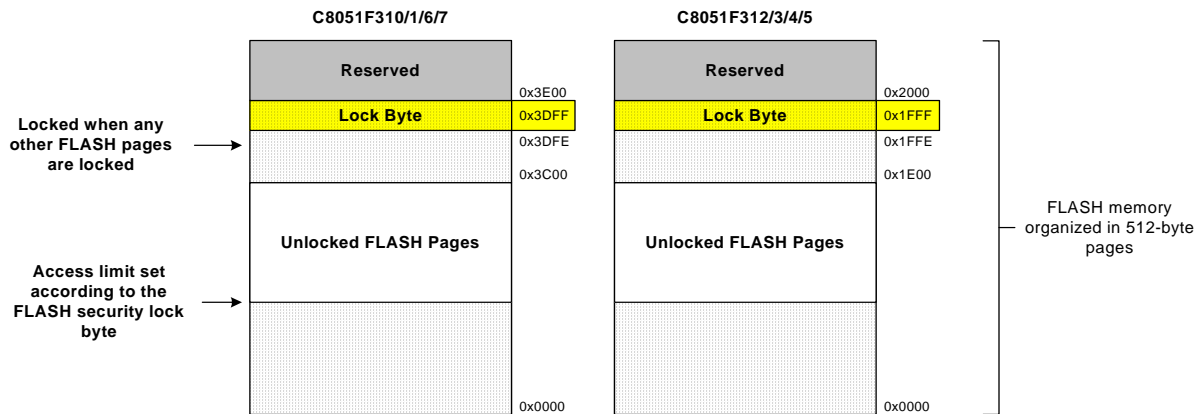 C8051F310/1/6/7
C8051F312/3/4/5
Reserved
0x3E00
Lock Byte
0x3DFF
0x3DFE
0x3C00
Unlocked FLASH Pages
0x0000
Reserved
0x2000
Lock Byte
0x1FFF
0x1FFE
0x1E00
Unlocked FLASH Pages
0x0000
Locked when any
other FLASH pages
are locked
Access limit set
according to the
FLASH security lock
byte
FLASH memory
organized in 512-byte
pages